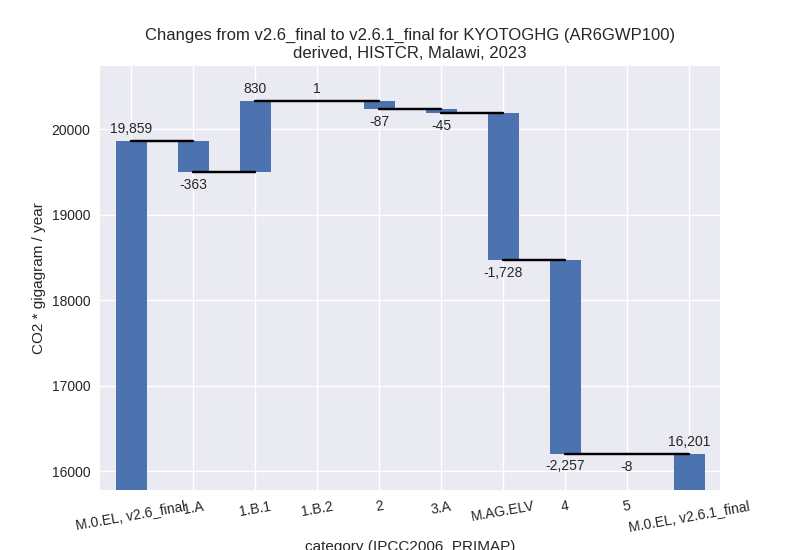 Changes from v2.6_final to v2.6.1_final for KYOTOGHG (AR6GWP100)
derived, HISTCR, Malawi, 2023
830
1
20000
19,859
-87
-45
-363
19000
CO2 * gigagram / year
-1,728
18000
17000
16,201
16000
-2,257
-8
M.0.EL, v2.6_final
1.A
1.B.1
1.B.2
2
3.A
M.AG.ELV
4
5
M.0.EL, v2.6.1_final
category (IPCC2006_PRIMAP)